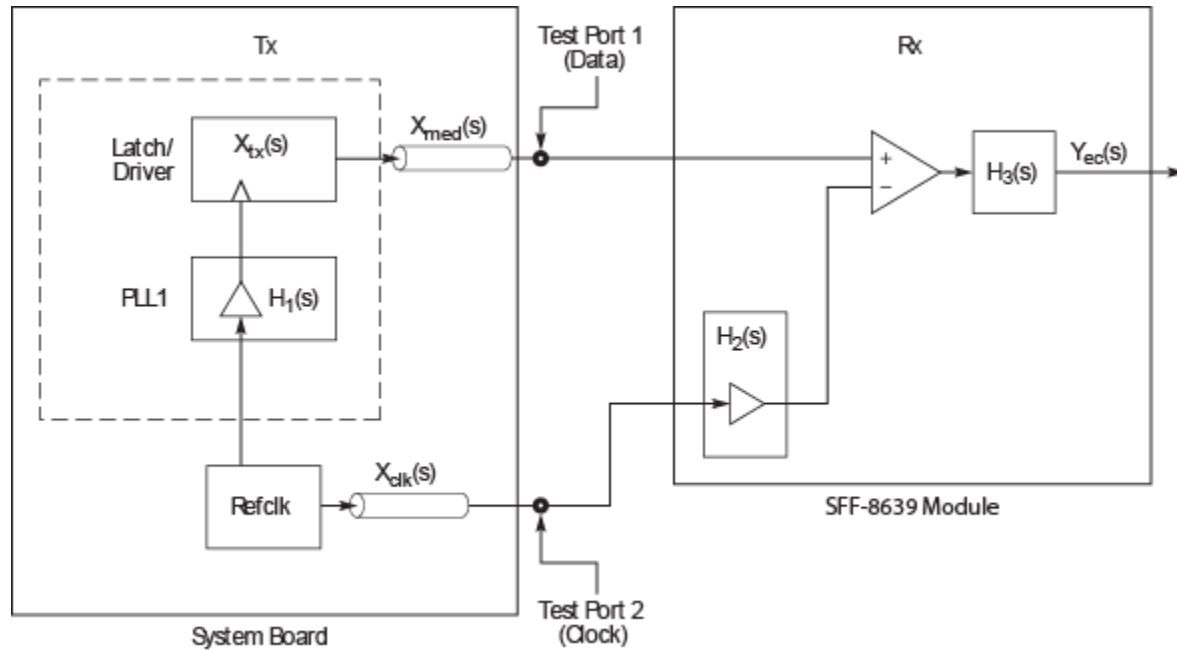 Tx
Test Port 1
(Data)
Rx
Latch/
Driver
Xtx(s)
Xmed(s)
+
−
H3(s)
Yec(s)
PLL1
H1(s)
H2(s)
Refclk
Xclk(s)
SFF-8639 Module
Test Port 2
(Clock)
System Board